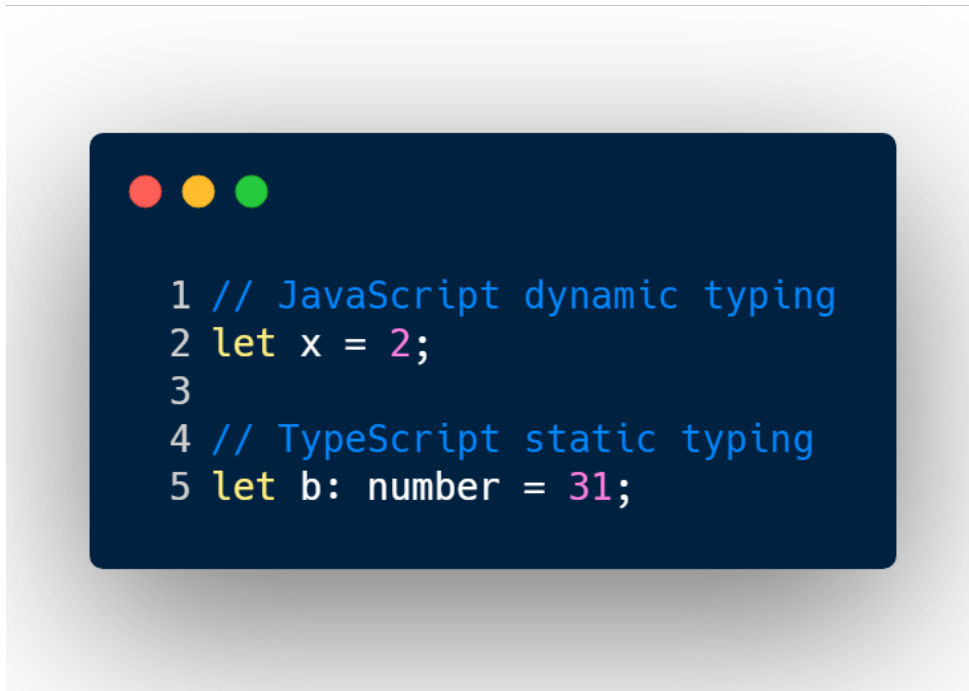 1 // JavaScript dynamic typing
2 let x = 2;
3
4 // TypeScript static typing
5 let b: number = 31;